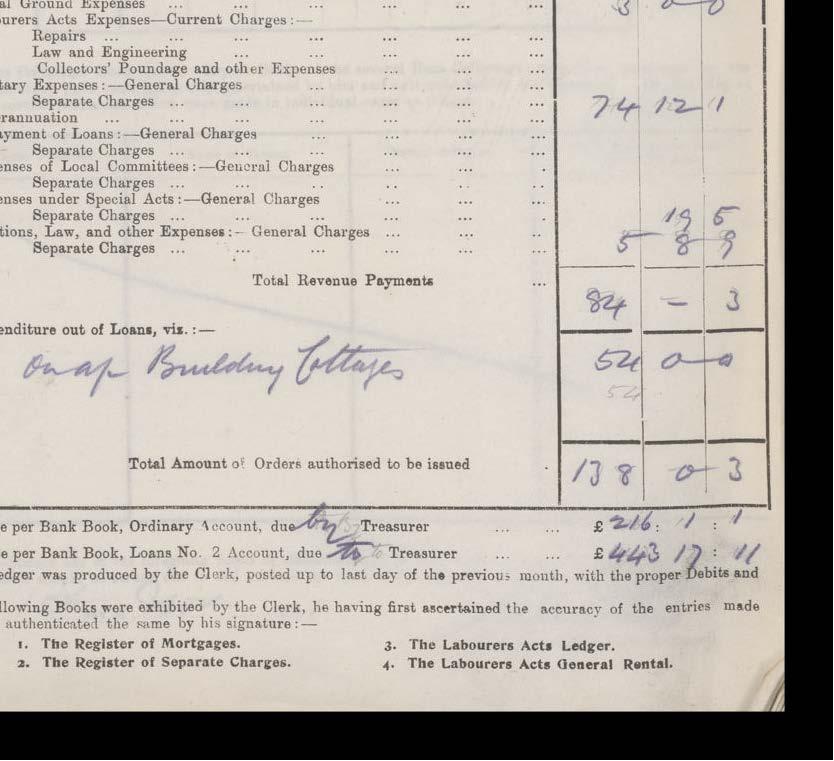 al Ground Expenses ... ... ... ... ... ... 3 0 0
ourers Acts Expenses—Current Charges:—
Repairs ... ... ... ... ... ... ...
Law and Engineering ... ... ... ... ...
Collectors' Poundage and other Expenses ... ... ...
tary Expenses:—General Charges ... ... ... ...
Separate Charges ... ... ... ... ... ... 74 12 1
rannuation ... ... ... ... ... ... ...
ayment of Loans:—General Charges ... ... ... ...
Separate Charges ... ... ... ... ... ...
enses of Local Committees:—General Charges ... ... .
Separate Charges ... ... .. .. ... ...
enses under Special Acts:—General Charges .. ... ..
Separate Charges ... ... ... ... ... . 19 5
tions, Law, and other Expenses:—General Charges ... ... ..
Separate Charges ... ... ... ... ... ... 5 8 9
Total Revenue Payments ... 84 – 3
enditure out of Loans, viz.:—
Building Cottages 54 0 0
54
Total Amount of Orders authorised to be issued . 138 0 3
e per Bank Book, Ordinary Account, due by Treasurer ... ... £ 216 : 1 : 1
e per Bank Book, Loans No. 2 Account, due to Treasurer ... ... £ 443 17 : 11
edger was produced by the Clerk, posted up to last day of the previous month, with the proper Debits and
llowing Books were exhibited by the Clerk, he having first ascertained the accuracy of the entries made
authenticated the same by his signature:—
1. The Register of Mortgages. 3. The Labourers Acts Ledger.
2. The Register of Separate Charges. 4. The Labourers Acts General Rental.